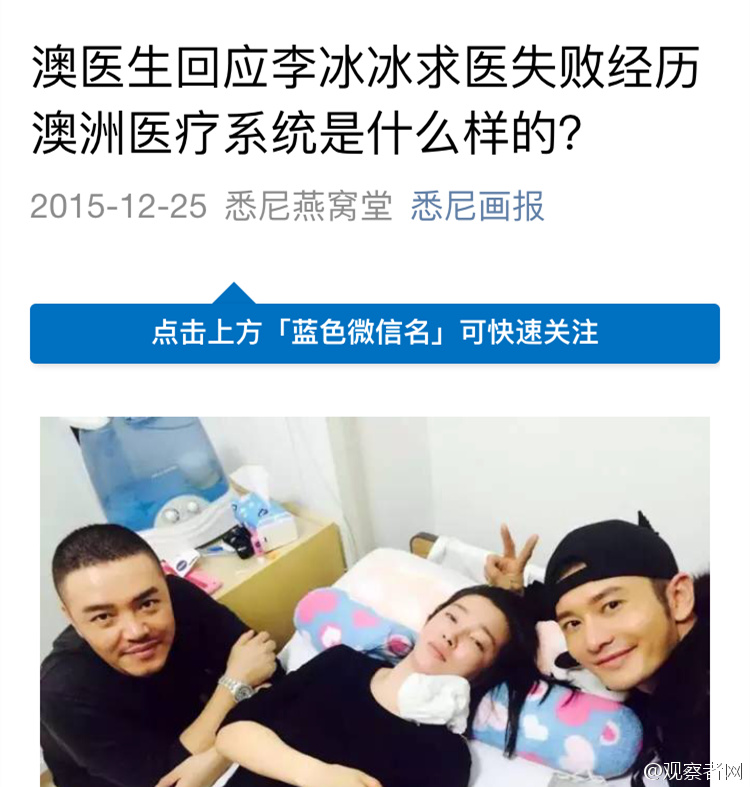 澳医生回应李冰冰求医失败经历
澳洲医疗系统是什么样的?
2015-12-25 悉尼燕窝堂 悉尼画报
点击上方「蓝色微信名」可快速关注
@观察者网